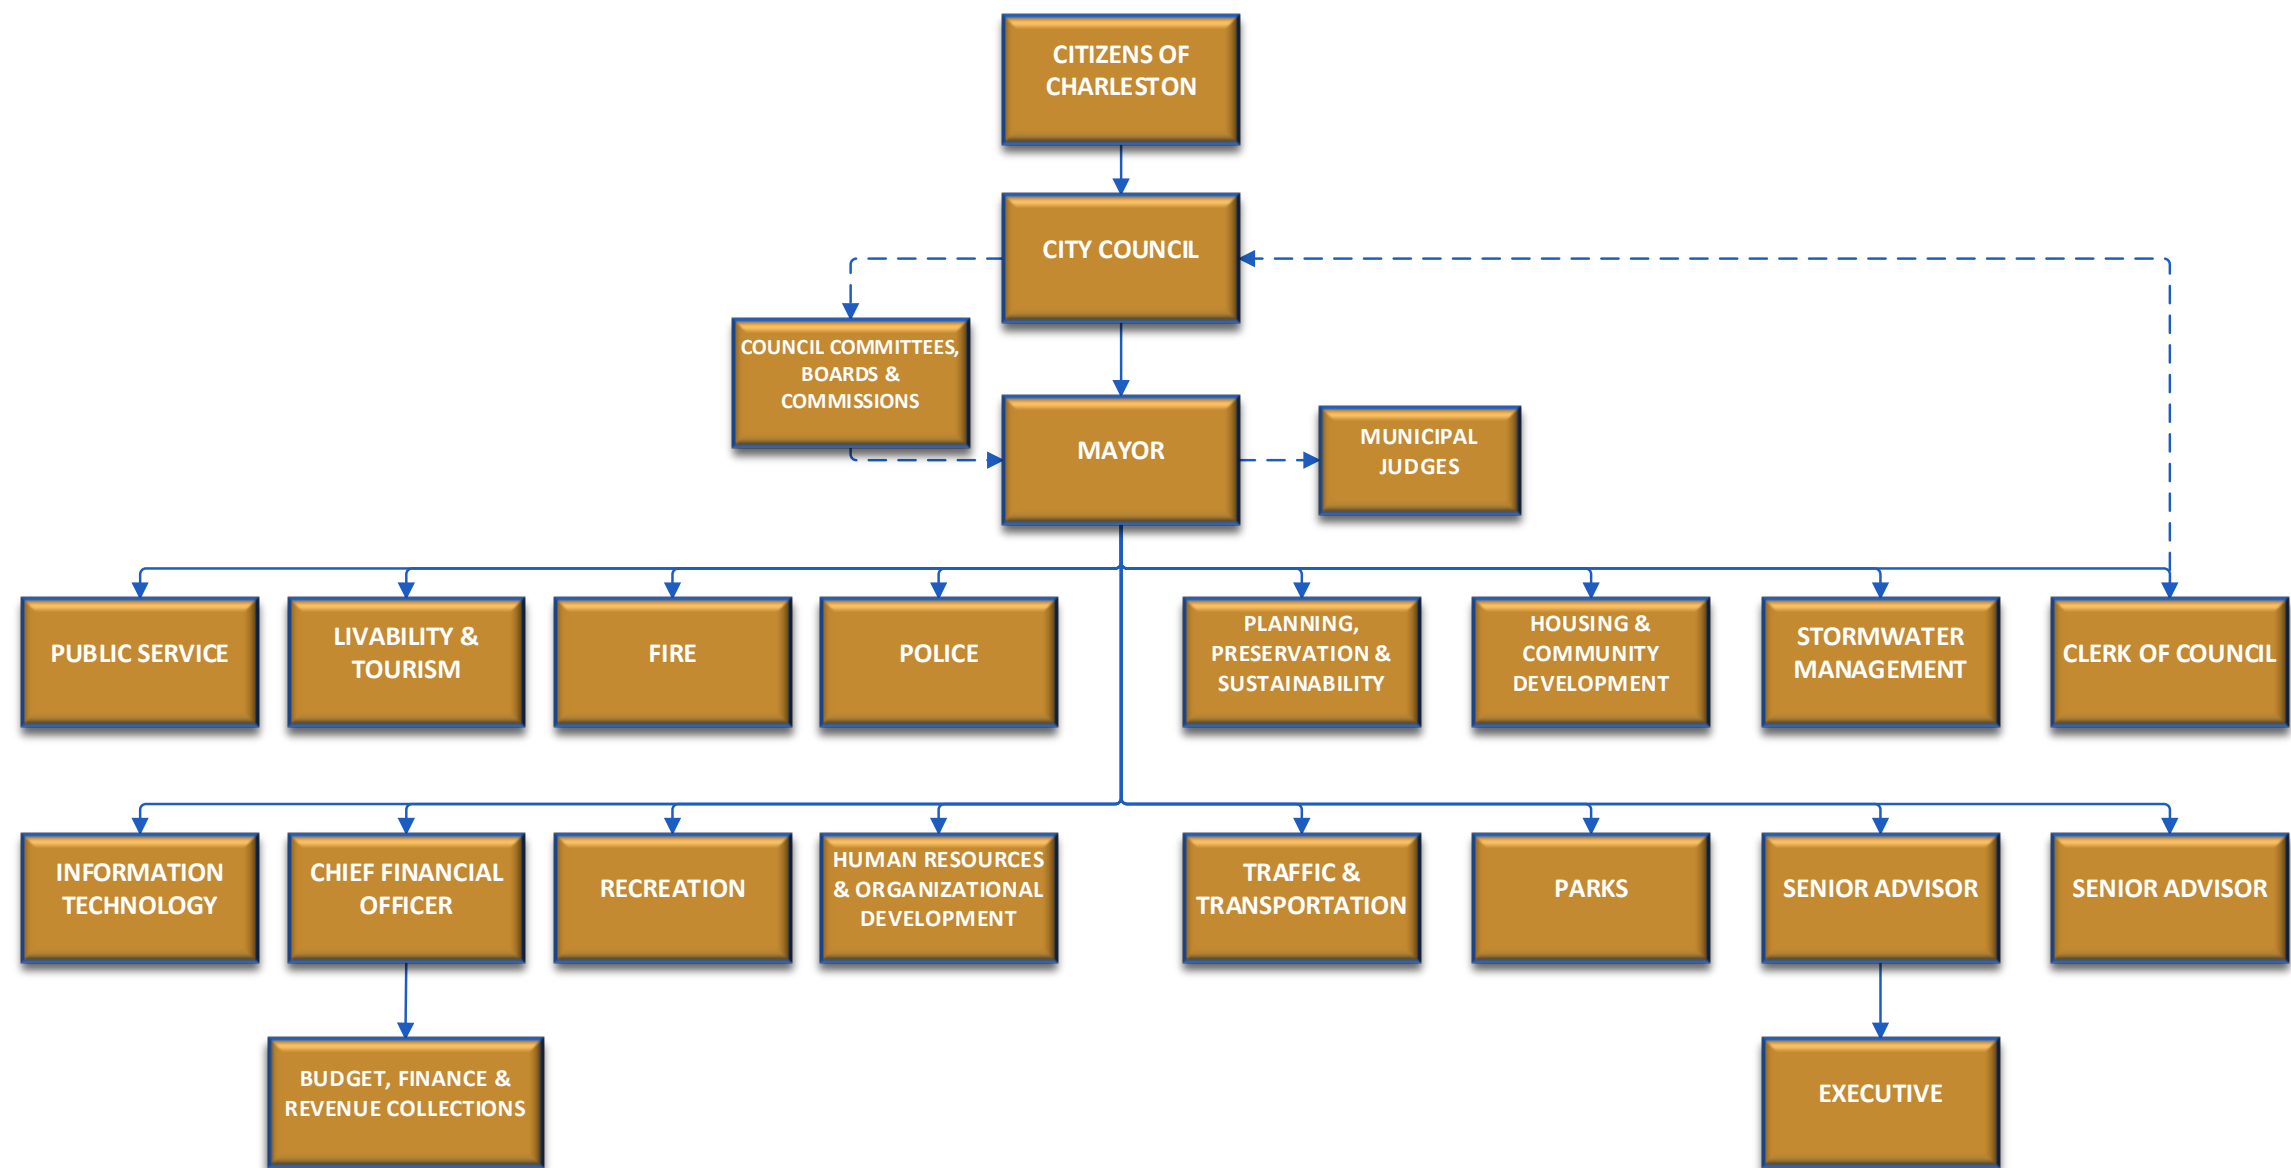 CITIZENS OF
CHARLESTON
CITY COUNCIL
COUNCIL COMMITTEES,
BOARDS &
COMMISSIONS
MAYOR
MUNICIPAL
JUDGES
PUBLIC SERVICE
LIVABILITY &
TOURISM
FIRE
POLICE
PLANNING,
PRESERVATION &
SUSTAINABILITY
HOUSING &
COMMUNITY
DEVELOPMENT
STORMWATER
MANAGEMENT
CLERK OF COUNCIL
INFORMATION
TECHNOLOGY
CHIEF FINANCIAL
OFFICER
RECREATION
HUMAN RESOURCES
& ORGANIZATIONAL
DEVELOPMENT
TRAFFIC &
TRANSPORTATION
PARKS
SENIOR ADVISOR
SENIOR ADVISOR
BUDGET, FINANCE &
REVENUE COLLECTIONS
EXECUTIVE